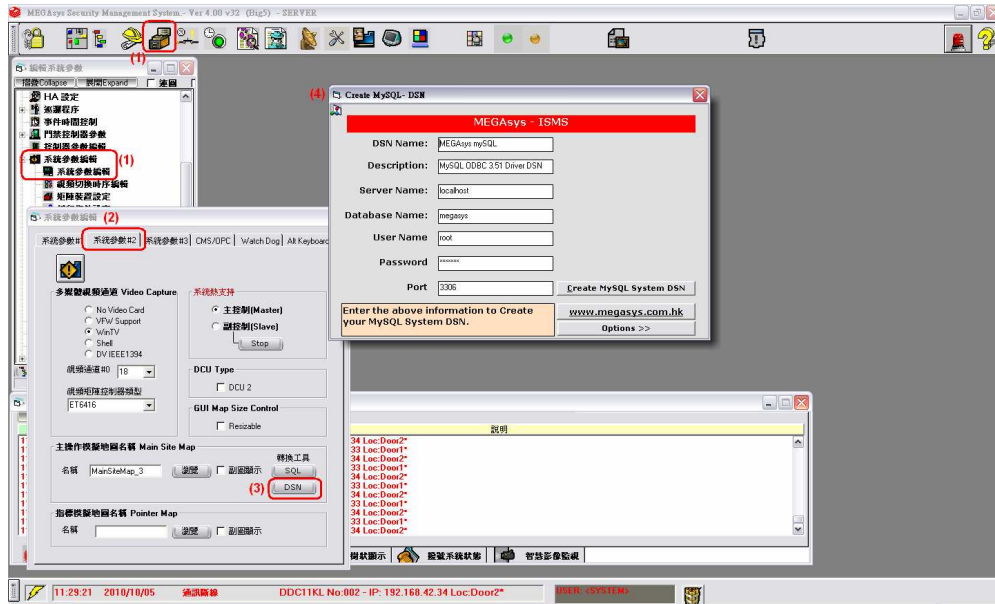 MEGAsys Security Management System - Ver 4.00 v32 (Big5) - SERVER
(1)
編輯系統參數
摺疊Collapse
展開Expand
連圖
HA 設定
巡邏程序
事件時間控制
門禁控制器參數
控制器參數編輯
系統參數編輯
(1)
系統參數編輯
視頻切換時序編輯
矩陣裝置設定
系統參數編輯
(2)
系統參數#1
系統參數#2
系統參數#3
CMS/OPC
Watch Dog
Alt Keyboard
多媒體視頻通道 Video Capture
No Video Card
VFW Support
WinTV
Shell
DV IEEE1394
視頻通道#0
18
視頻矩陣控制器類型
ET6416
系統熱支持
主控制(Master)
副控制(Slave)
Stop
DCU Type
DCU 2
GUI Map Size Control
Resizable
主操作模擬地圖名稱 Main Site Map
名稱
MainSiteMap_3
瀏覽
副圖顯示
轉換工具
SQL
(3)
DSN
指標模擬地圖名稱 Pointer Map
名稱
瀏覽
副圖顯示
(4)
Create MySQL- DSN
MEGAsys - ISMS
DSN Name:
MEGAsys mySQL
Description:
MySQL ODBC 3.51 Driver DSN
Server Name:
localhost
Database Name:
megasys
User Name
root
Password
*******
Port
3306
Create MySQL System DSN
Enter the above information to Create your MySQL System DSN.
www.megasys.com.hk
Options >>
說明
34 Loc:Door2*
33 Loc:Door1*
34 Loc:Door2*
33 Loc:Door1*
34 Loc:Door2*
33 Loc:Door1*
34 Loc:Door2*
33 Loc:Door1*
34 Loc:Door2*
33 Loc:Door1*
34 Loc:Door2*
樹狀顯示
撥號系統狀態
智慧影像監視
11:29:21
2010/10/05
通訊斷線
DDC11KL No:002 - IP: 192.168.42.34 Loc:Door2*
USER: <SYSTEM>